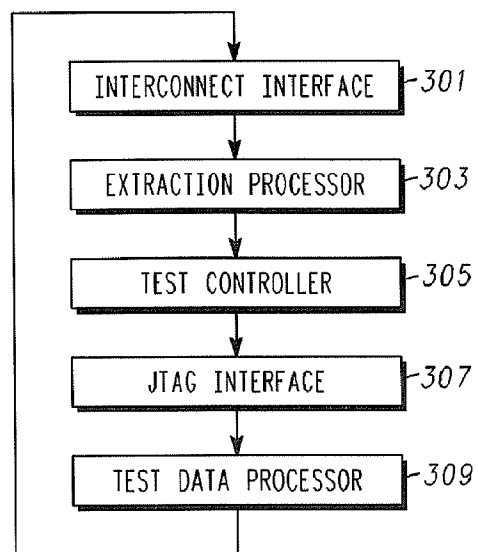 INTERCONNECT INTERFACE 301
EXTRACTION PROCESSOR 303
TEST CONTROLLER 305
JTAG INTERFACE 307
TEST DATA PROCESSOR 309